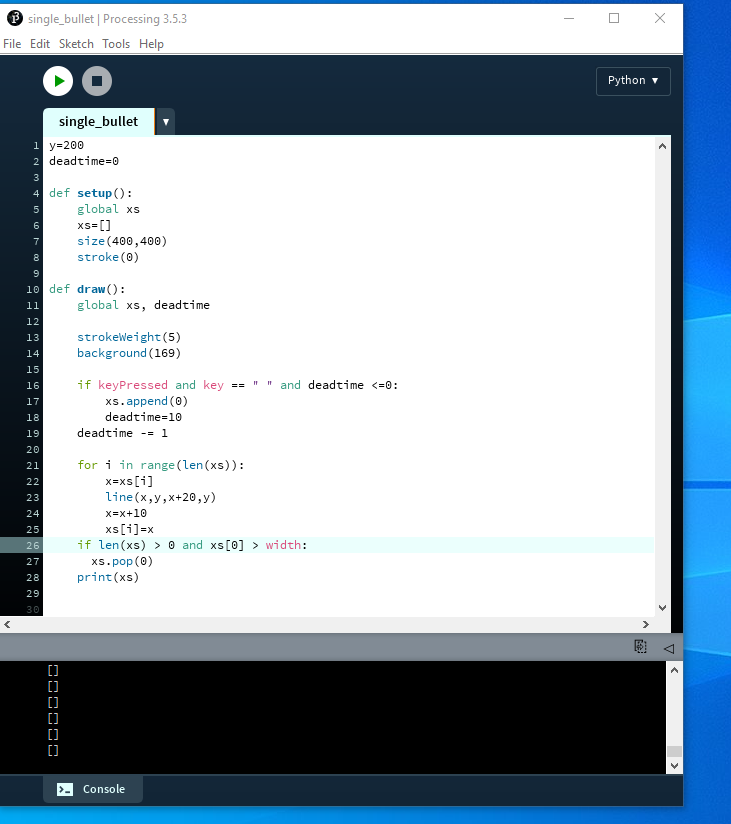 single_bullet | Processing 3.5.3
File Edit Sketch Tools Help
Python ▼
single_bullet ▼
1 y=200
2 deadtime=0
3
4 def setup():
5     global xs
6     xs=[]
7     size(400,400)
8     stroke(0)
9
10 def draw():
11     global xs, deadtime
12
13     strokeWeight(5)
14     background(169)
15
16     if keyPressed and key == " " and deadtime <=0:
17         xs.append(0)
18         deadtime=10
19     deadtime -= 1
20
21     for i in range(len(xs)):
22         x=xs[i]
23         line(x,y,x+20,y)
24         x=x+10
25         xs[i]=x
26     if len(xs) > 0 and xs[0] > width:
27       xs.pop(0)
28     print(xs)
29
30
[]
[]
[]
[]
[]
[]
Console